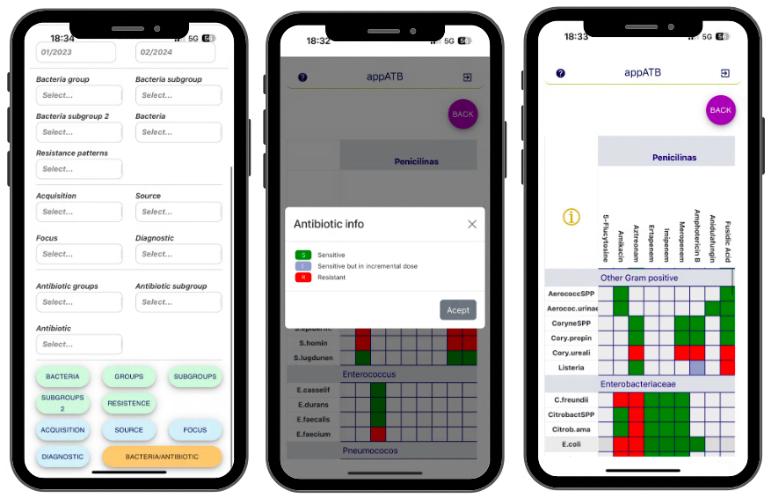 18:34 5G
01/2023 02/2024
Bacteria group Bacteria subgroup
Select... Select...
Bacteria subgroup 2 Bacteria
Select... Select...
Resistance patterns
Select...
Acquisition Source
Select... Select...
Focus Diagnostic
Select... Select...
Antibiotic groups Antibiotic subgroup
Select... Select...
Antibiotic
Select...
BACTERIA GROUPS SUBGROUPS
SUBGROUPS
2
RESISTENCE
ACQUISITION SOURCE FOCUS
DIAGNOSTIC BACTERIA/ANTIBIOTIC
18:32 5G
appATB
BACK
Penicilinas
Antibiotic info
S Sensitive
Sensitive but in incremental dose
R Resistant
Acept
S.epiderm.
S.homin
S.lugdunen
Enterococcus
E.casselif
E.durans
E.faecalis
E.faecium
Pneumococos
18:33 5G
appATB
BACK
Penicilinas
5-Flucytosine
Amikacin
Aztreonam
Ertapenem
Imipenem
Meropenem
Amphotericin B
Anidulafungin
Fusidic Acid
Other Gram positive
AerococcSPP
Aerococ.urinae
CoryneSPP
Cory.propin
Cory.ureali
Listeria
Enterobacteriaceae
C.freundii
CitrobactSPP
Citrob.ama
E.coli